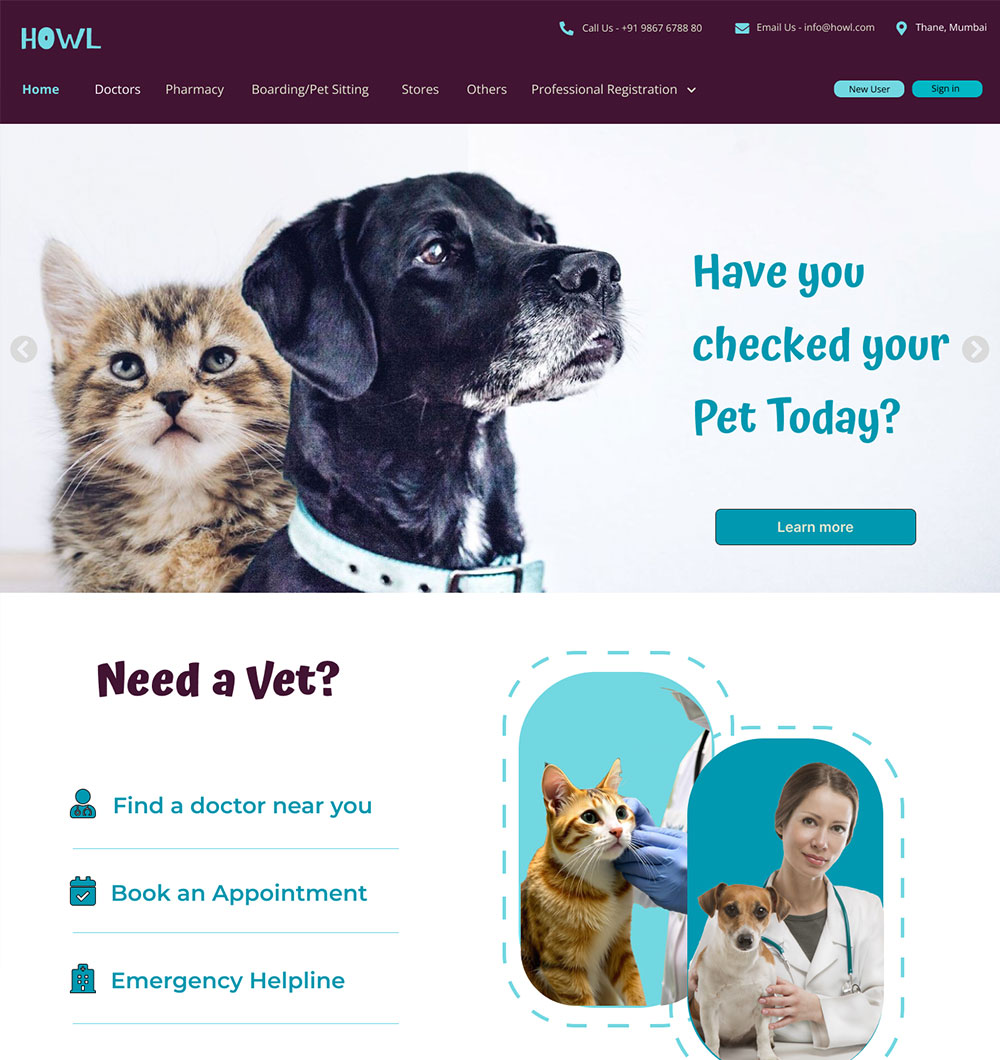 HOWL
Call Us - +91 9867 6788 80
Email Us - info@howl.com
Thane, Mumbai
Home
Doctors
Pharmacy
Boarding/Pet Sitting
Stores
Others
Professional Registration
New User
Sign in
Have you
checked your
Pet Today?
Learn more
Need a Vet?
Find a doctor near you
Book an Appointment
Emergency Helpline